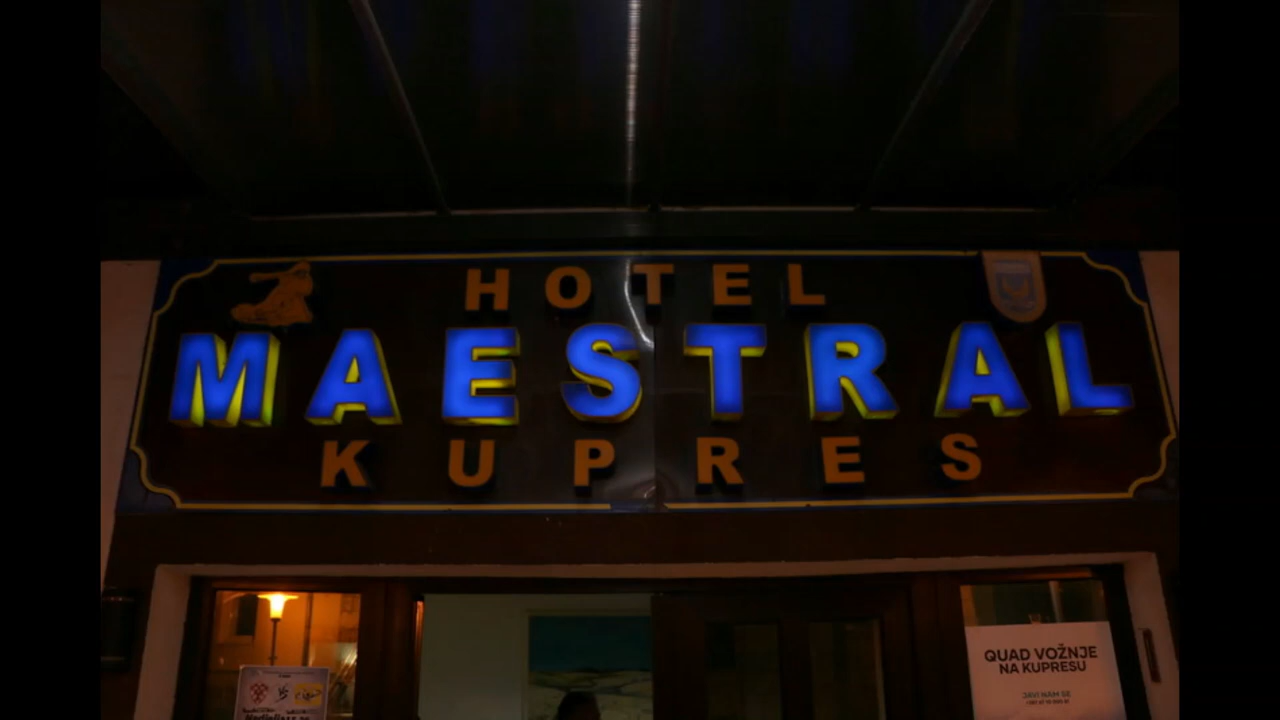 HOTEL
MAESTRAL
KUPRES
QUAD VOŽNJE
NA KUPRESU
JAVI NAM SE